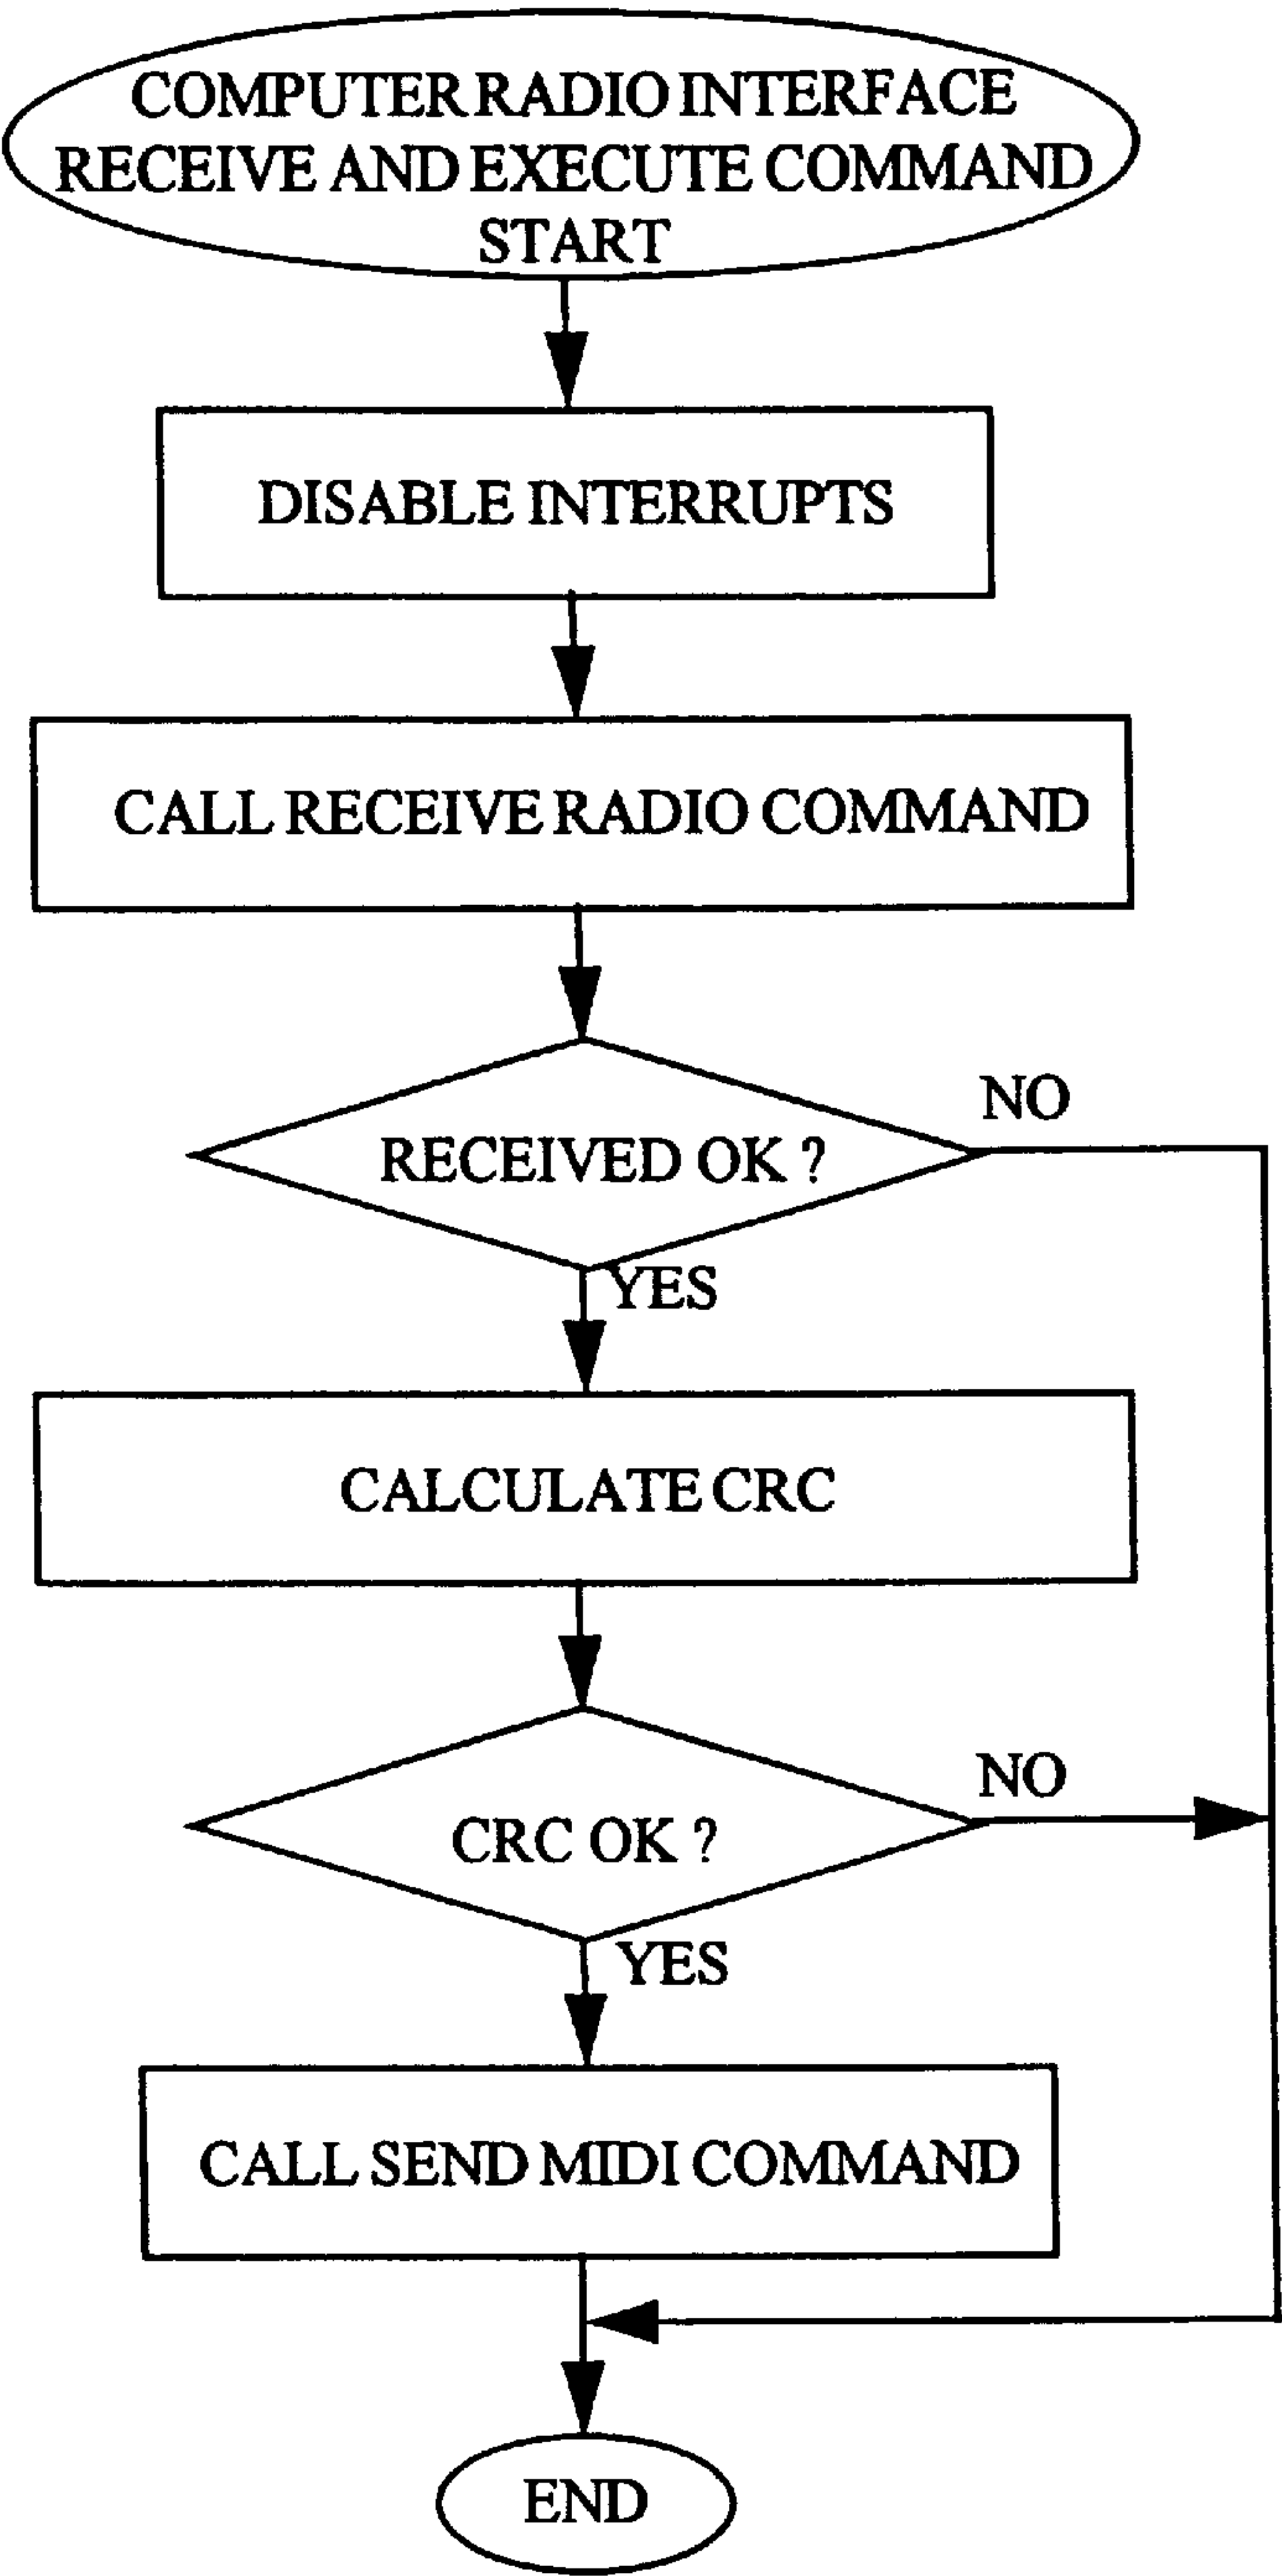 COMPUTER RADIO INTERFACE
RECEIVE AND EXECUTE COMMAND
START
DISABLE INTERRUPTS
CALL RECEIVE RADIO COMMAND
NO
RECEIVED OK ?
YES
CALCULATE CRC
NO
CRC OK ?
YES
CALL SEND MIDI COMMAND
END